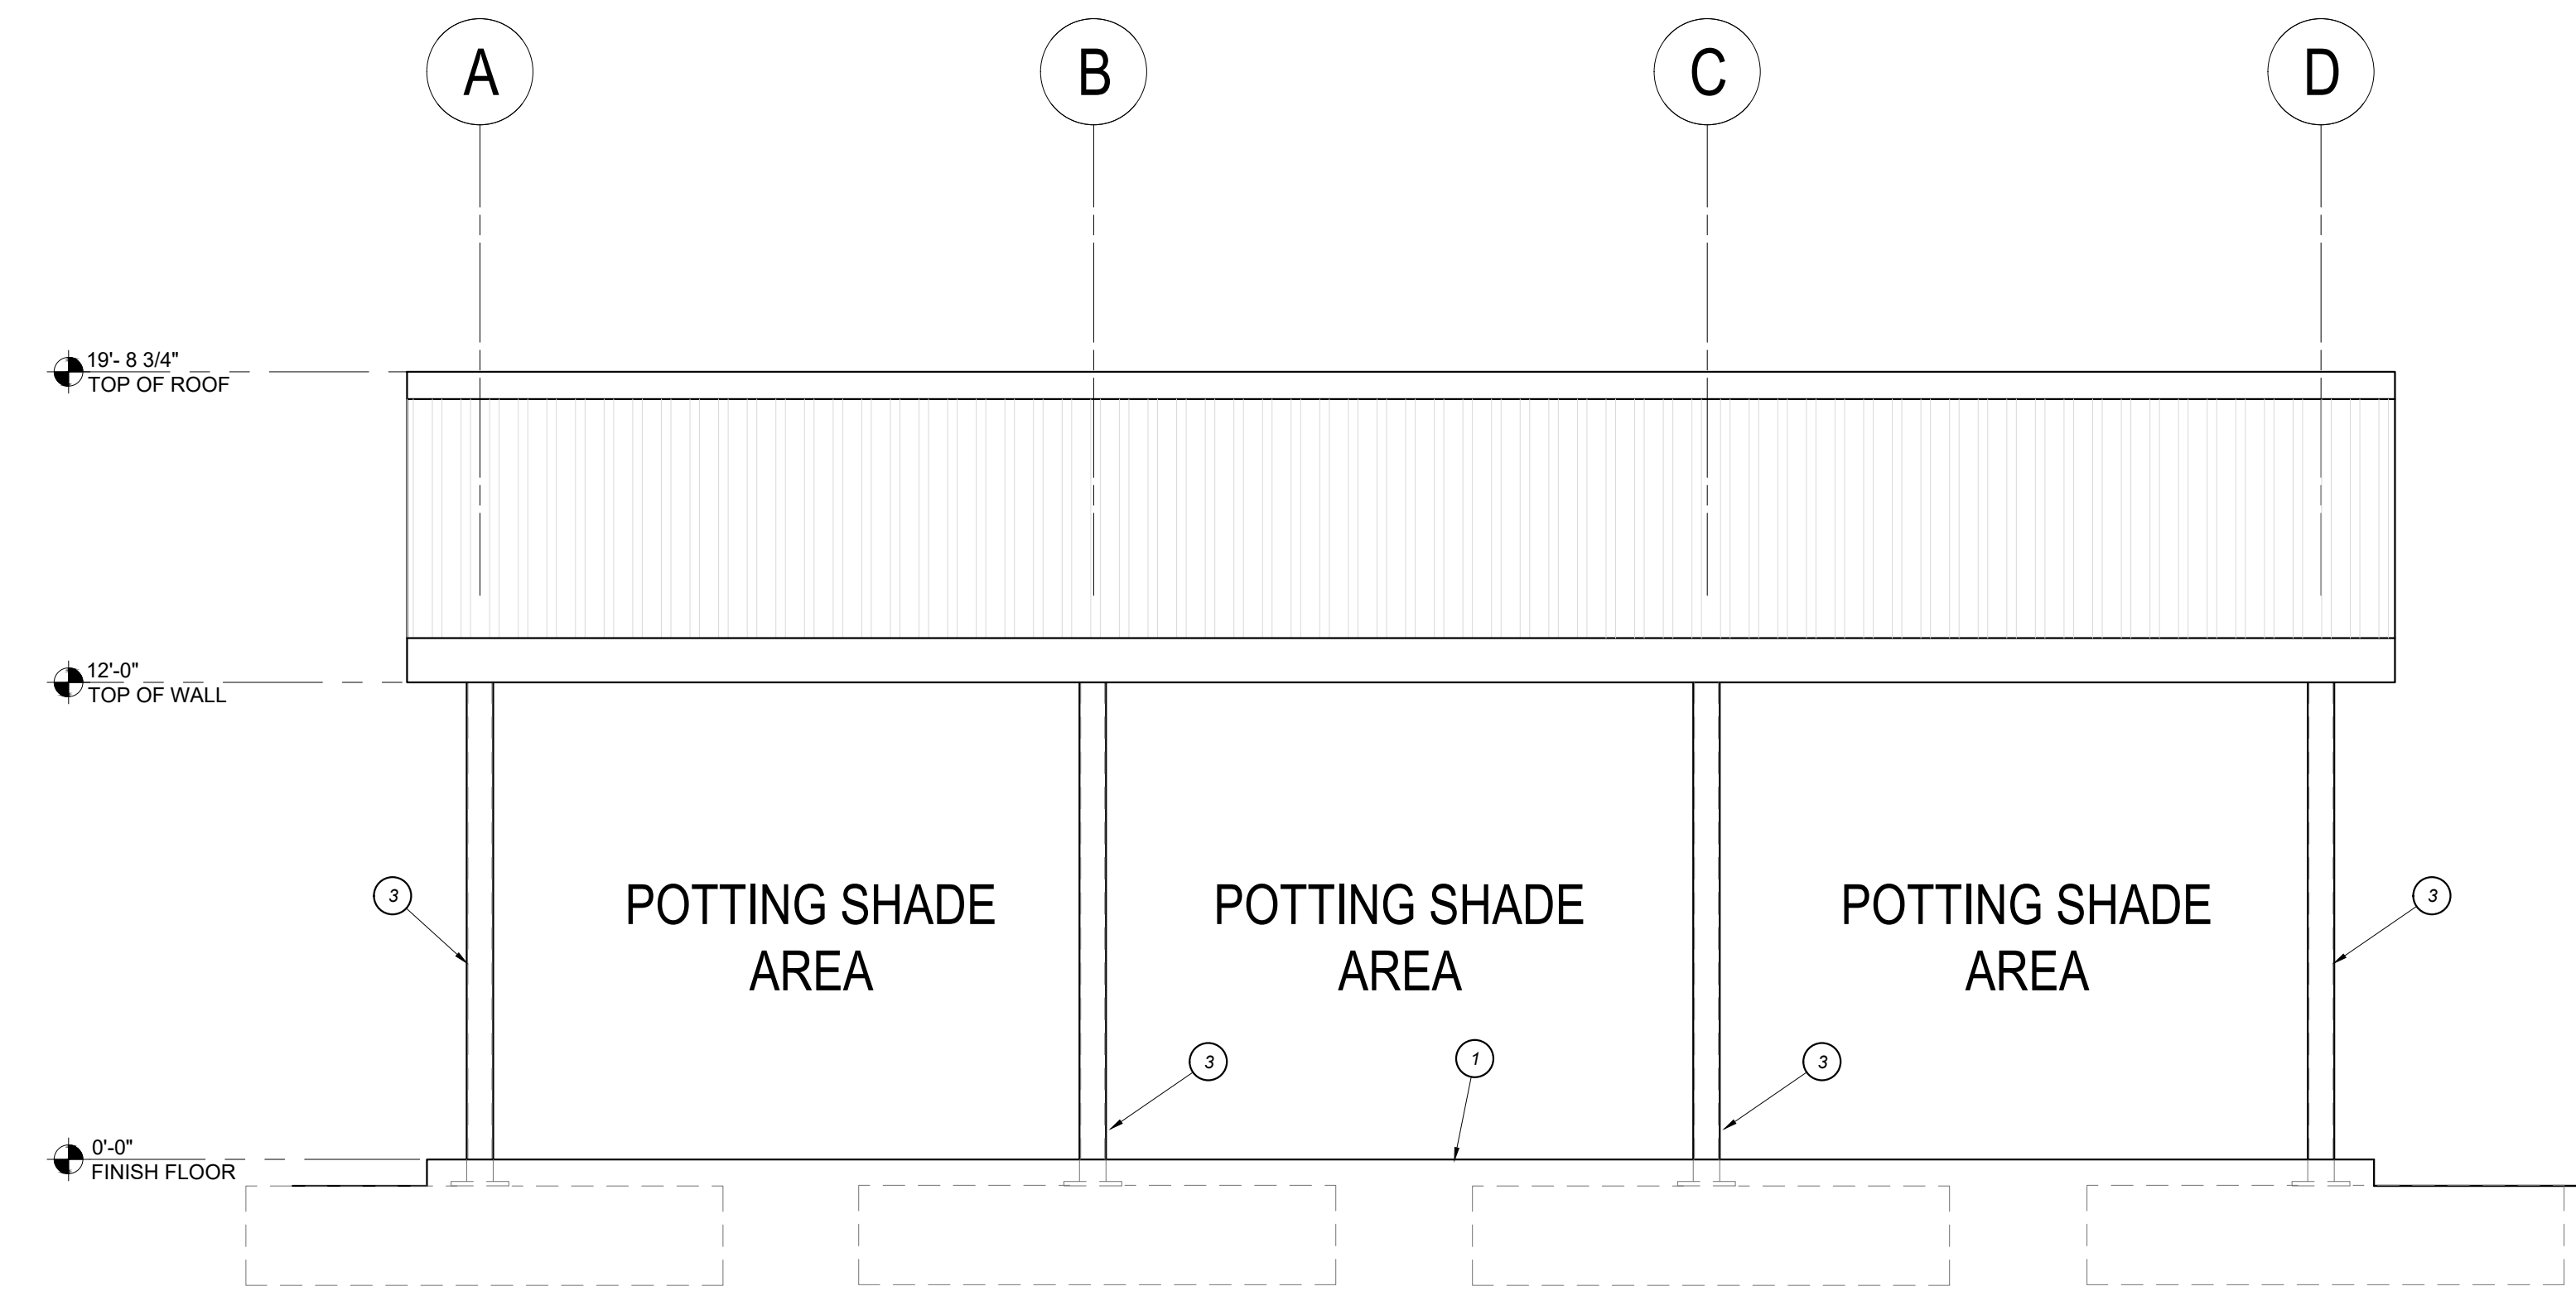 A
B
C
D
19'- 8 3/4"
TOP OF ROOF
12'-0"
TOP OF WALL
POTTING SHADE
AREA
POTTING SHADE
AREA
POTTING SHADE
AREA
3
3
3
1
3
0'-0"
FINISH FLOOR